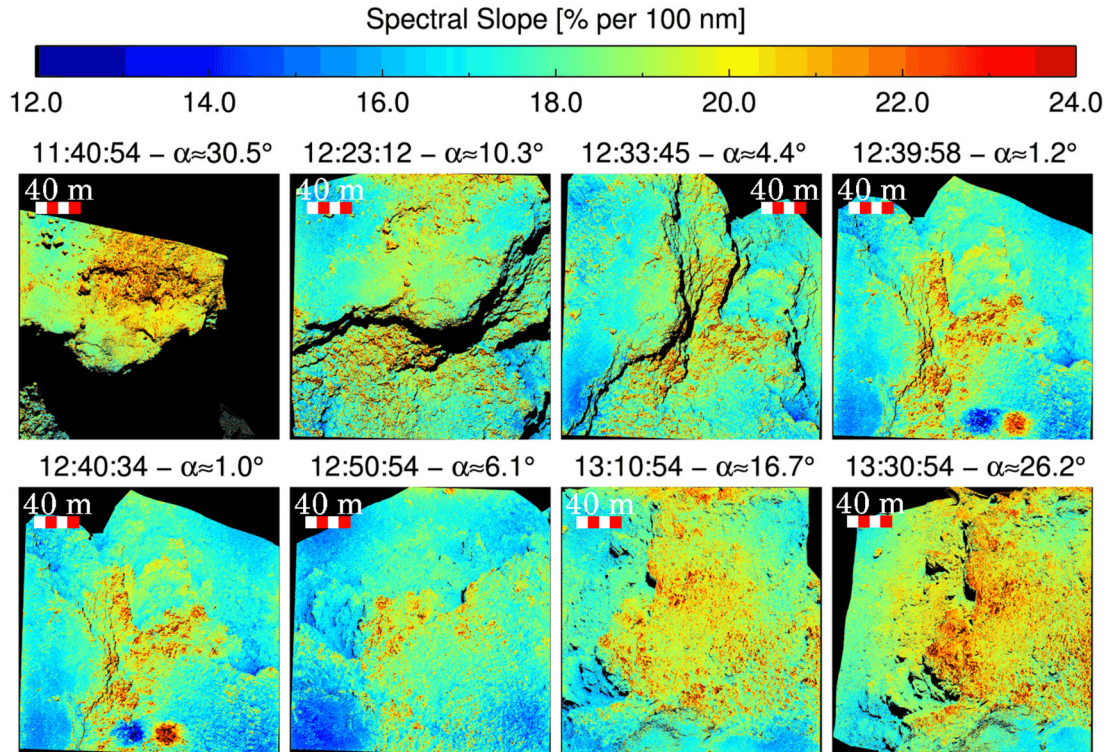 Spectral Slope [% per 100 nm]
12.0 14.0 16.0 18.0 20.0 22.0 24.0
11:40:54 – α≈30.5° 12:23:12 – α≈10.3° 12:33:45 – α≈4.4° 12:39:58 – α≈1.2°
40 m 40 m 40 m 40 m
12:40:34 – α≈1.0° 12:50:54 – α≈6.1° 13:10:54 – α≈16.7° 13:30:54 – α≈26.2°
40 m 40 m 40 m 40 m